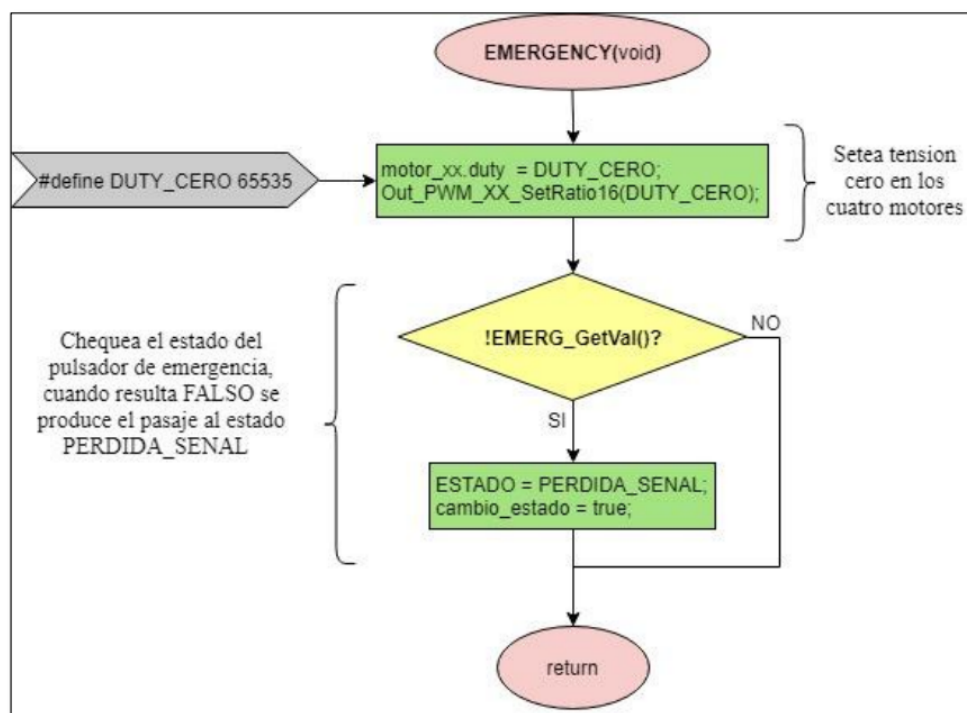 EMERGENCY(void)
#define DUTY_CERO 65535
motor_xx.duty = DUTY_CERO;
Out_PWM_XX_SetRatio16(DUTY_CERO);
Setea tension
cero en los
cuatro motores
!EMERG_GetVal()?
NO
SI
Chequea el estado del
pulsador de emergencia,
cuando resulta FALSO se
produce el pasaje al estado
PERDIDA_SENAL
ESTADO = PERDIDA_SENAL;
cambio_estado = true;
return